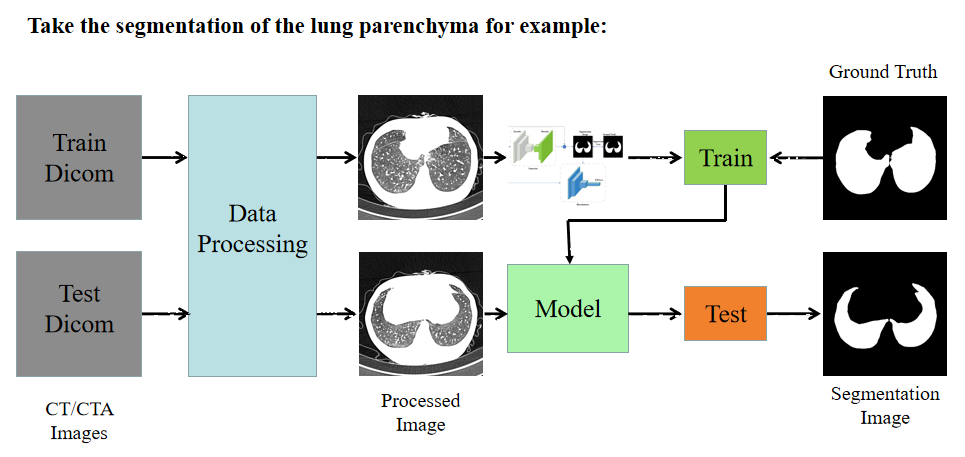 Take the segmentation of the lung parenchyma for example:
Ground Truth
Train
Dicom
Data
Processing
Train
Test
Dicom
Model
Test
CT/CTA
Images
Processed
Image
Segmentation
Image